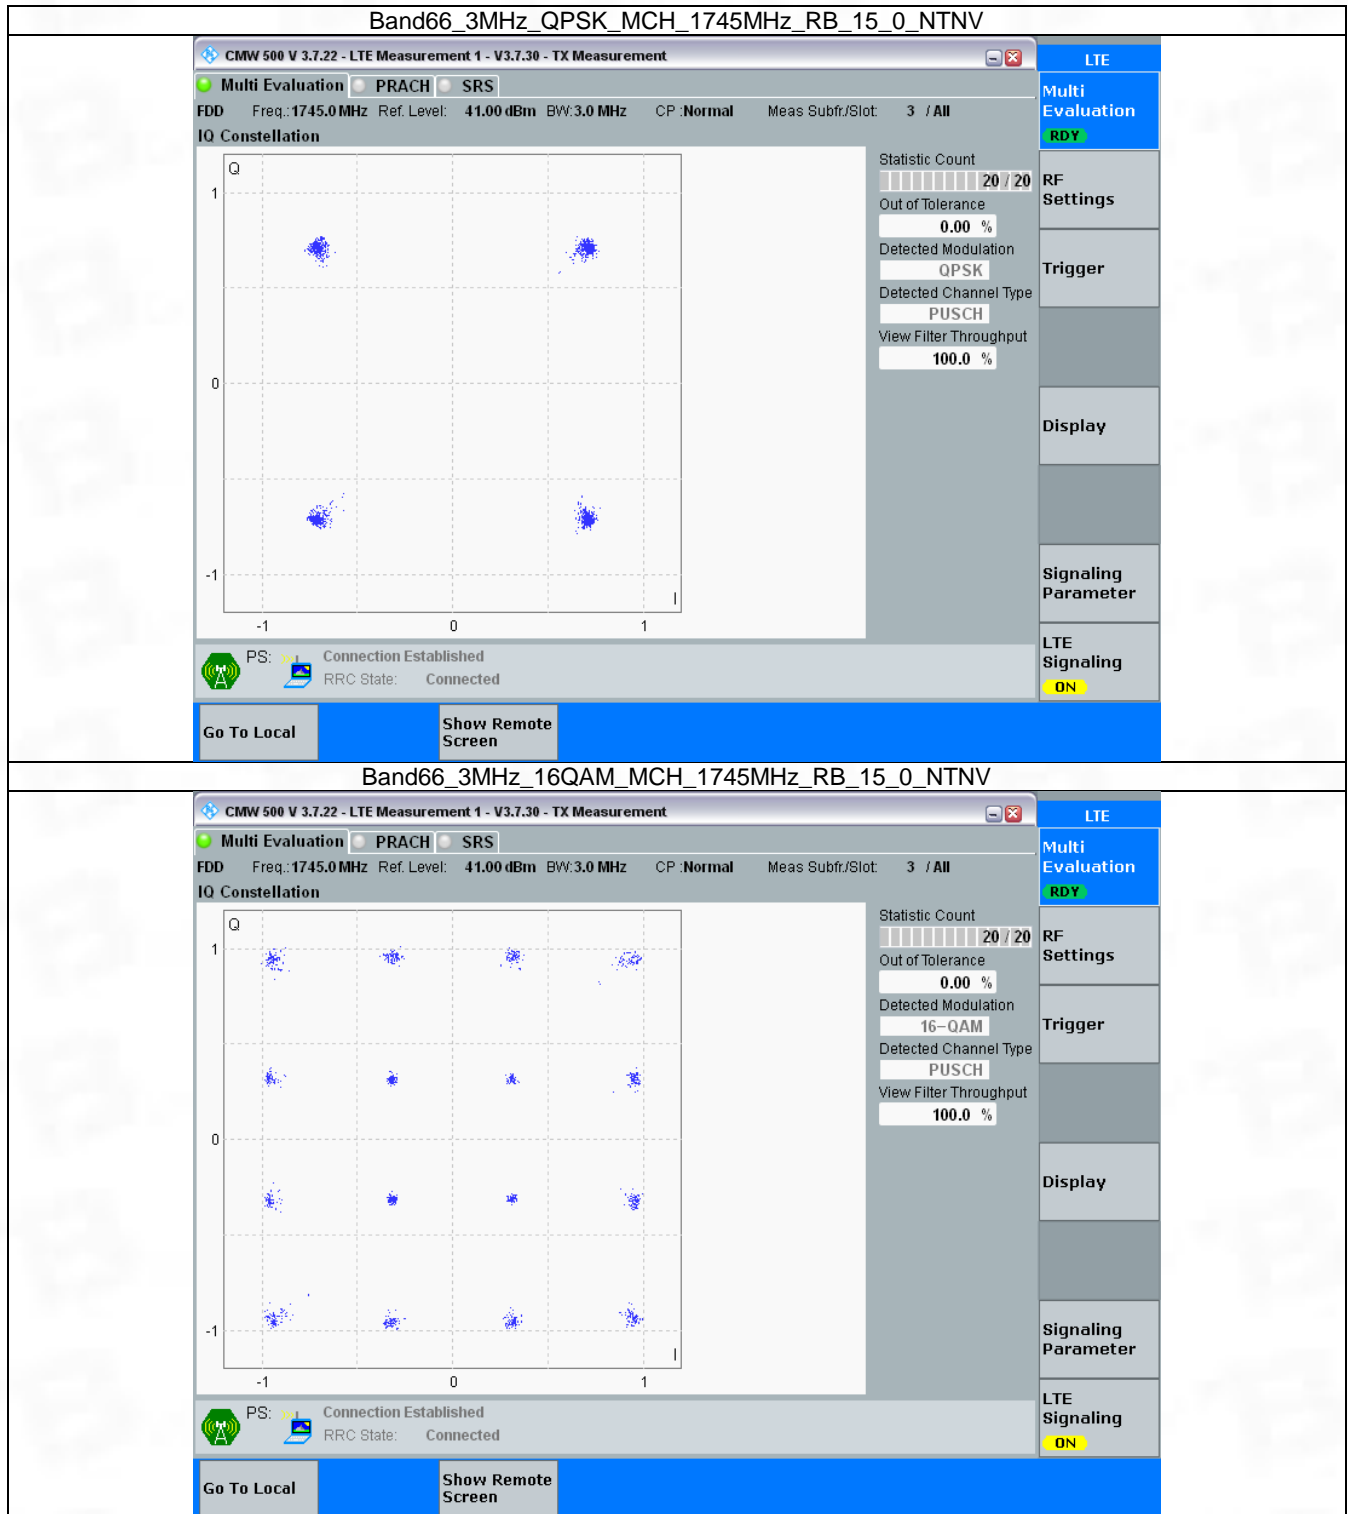 Band66_3MHz_QPSK_MCH_1745MHz_RB_15_0_NTNV
CMW 500 V 3.7.22 - LTE Measurement 1 - V3.7.30 - TX Measurement
LTE
Multi Evaluation PRACH SRS
Multi
Evaluation
RDY
FDD Freq.:1745.0 MHz Ref. Level: 41.00 dBm BW:3.0 MHz CP :Normal Meas Subfr./Slot: 3 / All
IQ Constellation
Q
1
0
-1
I
-1 0 1
Statistic Count
20 / 20
Out of Tolerance
0.00 %
Detected Modulation
QPSK
Detected Channel Type
PUSCH
View Filter Throughput
100.0 %
RF
Settings
Trigger
Display
Signaling
Parameter
LTE
Signaling
ON
PS: Connection Established
RRC State: Connected
Go To Local
Show Remote
Screen
Band66_3MHz_16QAM_MCH_1745MHz_RB_15_0_NTNV
CMW 500 V 3.7.22 - LTE Measurement 1 - V3.7.30 - TX Measurement
LTE
Multi Evaluation PRACH SRS
Multi
Evaluation
RDY
FDD Freq.:1745.0 MHz Ref. Level: 41.00 dBm BW:3.0 MHz CP :Normal Meas Subfr./Slot: 3 / All
IQ Constellation
Q
1
0
-1
I
-1 0 1
Statistic Count
20 / 20
Out of Tolerance
0.00 %
Detected Modulation
16-QAM
Detected Channel Type
PUSCH
View Filter Throughput
100.0 %
RF
Settings
Trigger
Display
Signaling
Parameter
LTE
Signaling
ON
PS: Connection Established
RRC State: Connected
Go To Local
Show Remote
Screen